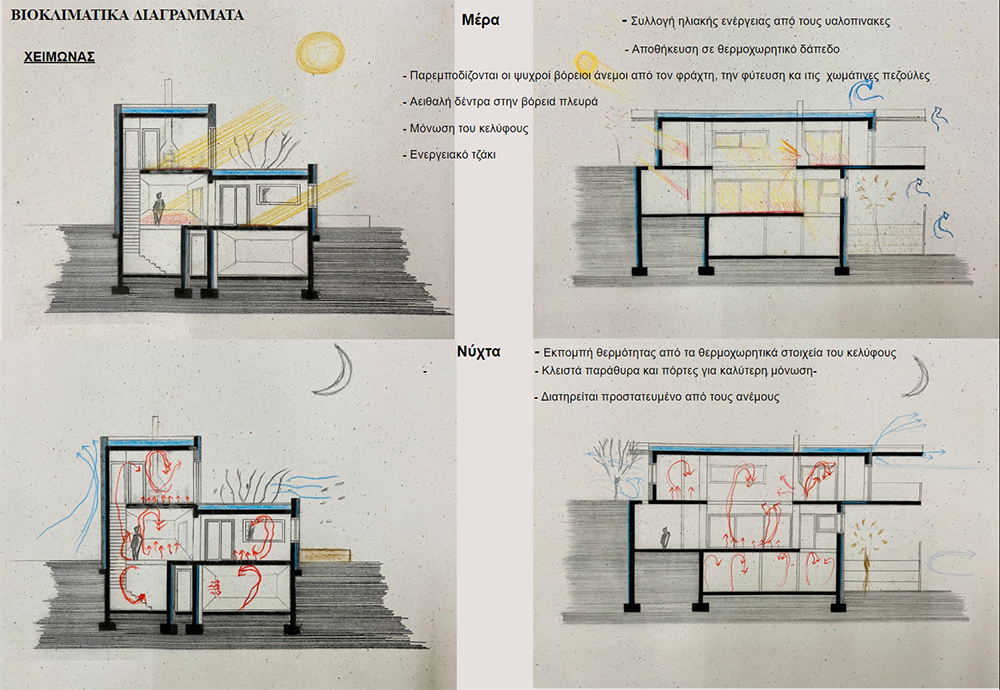 ΒΙΟΚΛΙΜΑΤΙΚΑ ΔΙΑΓΡΑΜΜΑΤΑ
ΧΕΙΜΩΝΑΣ
Μέρα
- Συλλογή ηλιακής ενέργειας από τους υαλοπινακες
- Αποθήκευση σε θερμοχωρητικό δάπεδο
- Παρεμποδίζονται οι ψυχροί βόρειοι άνεμοι από τον φράχτη, την φύτευση κα ιτις χωμάτινες πεζούλες
- Αειθαλή δέντρα στην βόρειά πλευρά
- Μόνωση του κελύφους
- Ενεργειακό τζάκι
Νύχτα
- Εκπομπή θερμότητας από τα θερμοχωρητικά στοιχεία του κελύφους
- Κλειστά παράθυρα και πόρτες για καλύτερη μόνωση-
- Διατηρείται προστατευμένο από τους ανέμους